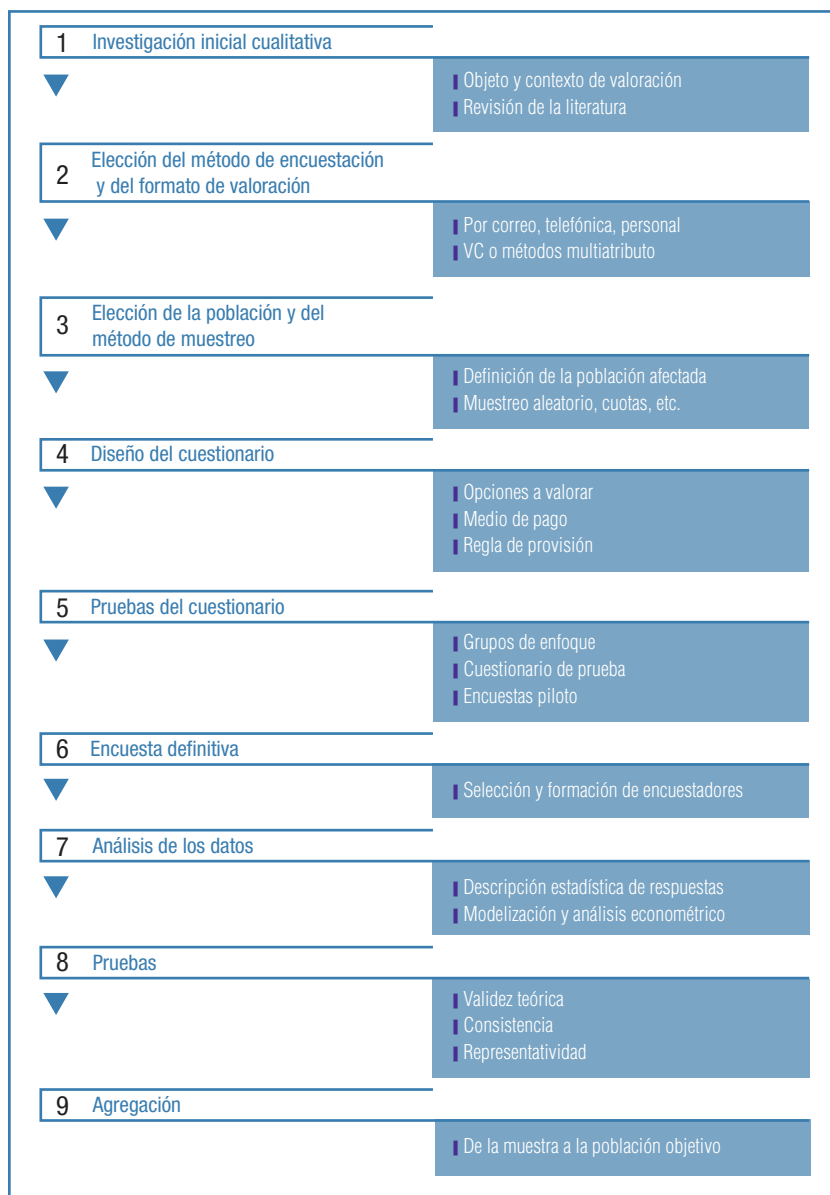 1 Investigación inicial cualitativa
Objeto y contexto de valoración
Revisión de la literatura
2 Elección del método de encuestación
y del formato de valoración
Por correo, telefónica, personal
VC o métodos multiatributo
3 Elección de la población y del
método de muestreo
Definición de la población afectada
Muestreo aleatorio, cuotas, etc.
4 Diseño del cuestionario
Opciones a valorar
Medio de pago
Regla de provisión
5 Pruebas del cuestionario
Grupos de enfoque
Cuestionario de prueba
Encuestas piloto
6 Encuesta definitiva
Selección y formación de encuestadores
7 Análisis de los datos
Descripción estadística de respuestas
Modelización y análisis econométrico
8 Pruebas
Validez teórica
Consistencia
Representatividad
9 Agregación
De la muestra a la población objetivo